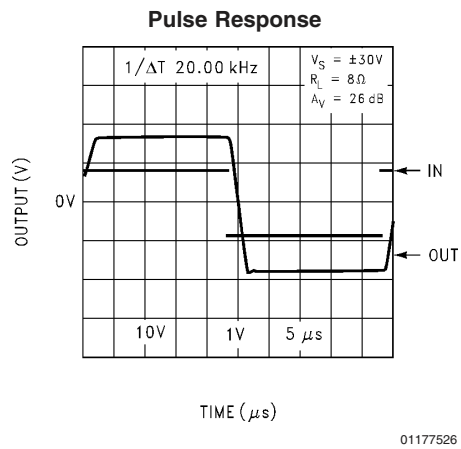 Pulse Response
1/ΔT 20.00 kHz
V_S = ±30V
R_L = 8Ω
A_V = 26 dB
IN
OUTPUT (V)
0V
OUT
10V 1V 5 μs
TIME (μs)
01177526